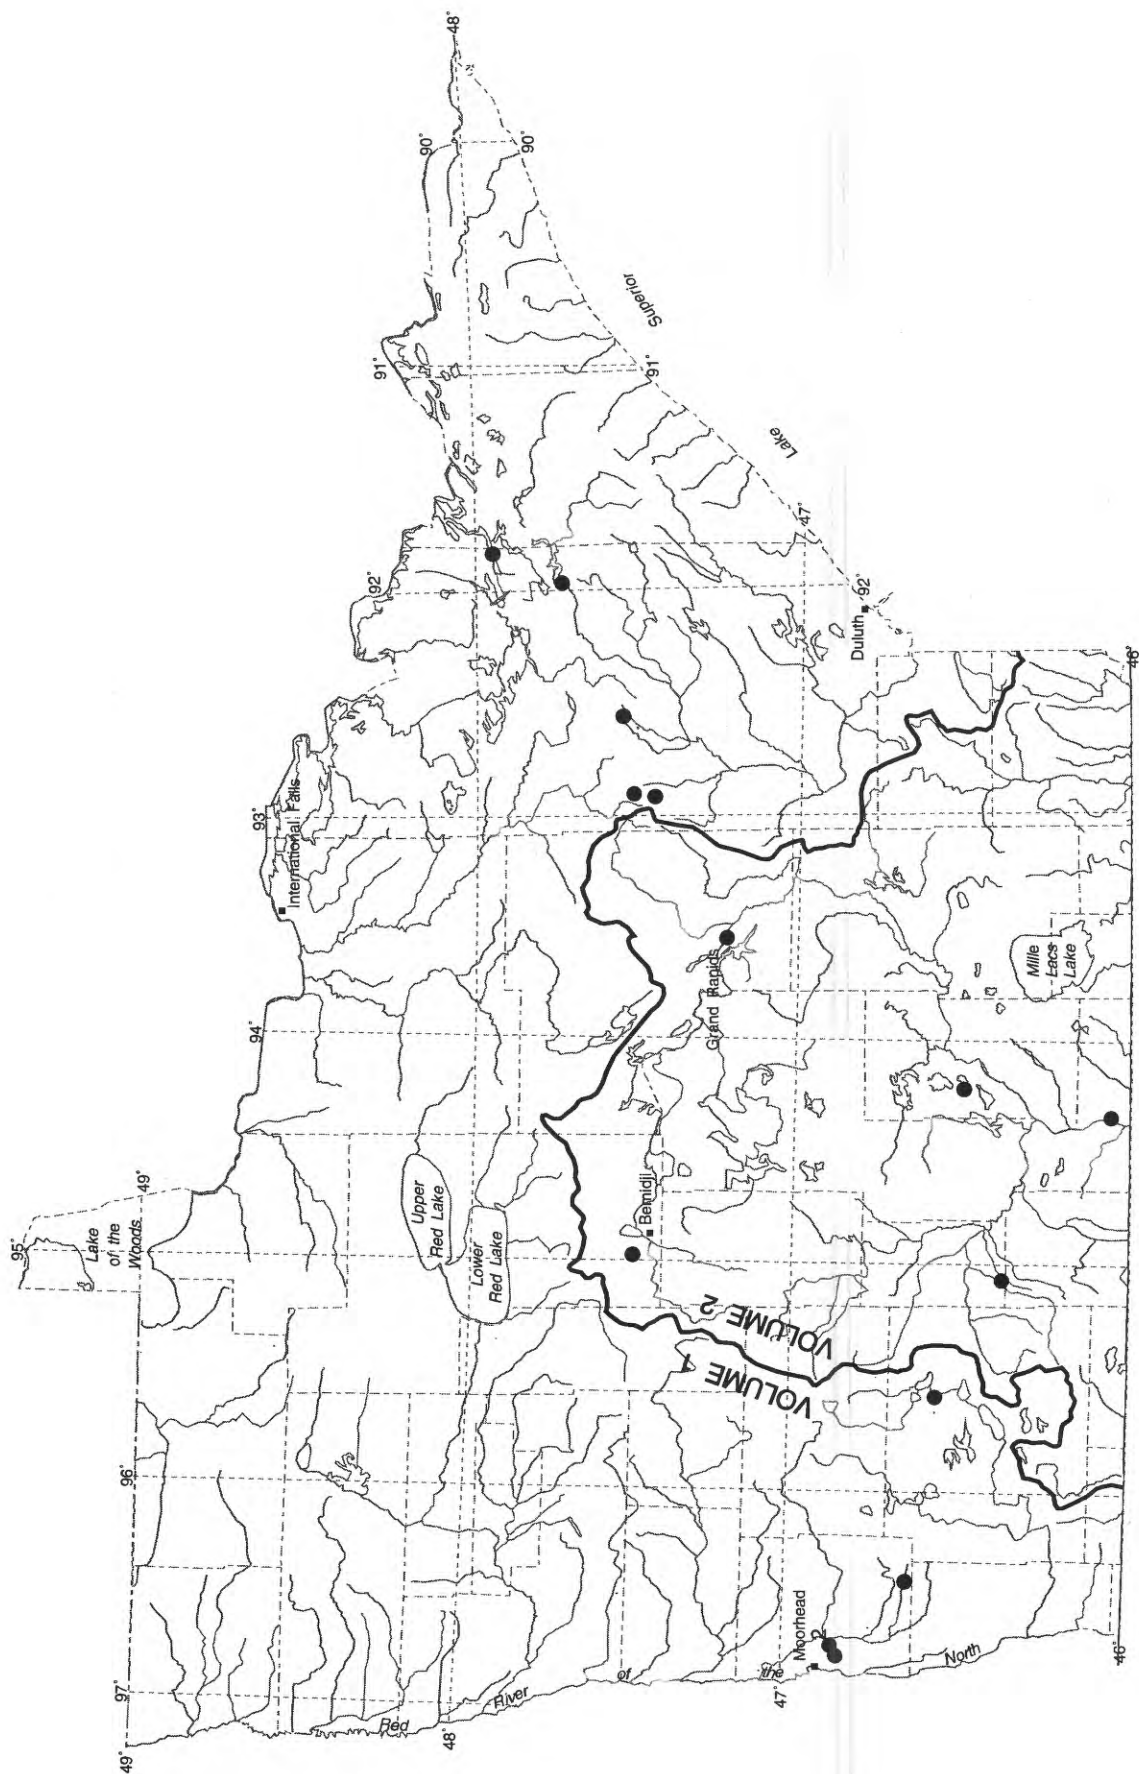 49°
97°
96°
95°
Lake
of the
Woods
49°
94°
93°
International Falls
92°
91°
90°
48°
90°
48°
Red
River
of
the
North
Upper
Red Lake
Lower
Red Lake
Bemidji
VOLUME 1
VOLUME 2
Grand Rapids
Superior
Lake
91°
47°
Duluth
92°
47°
Moorhead
2
Mille
Lacs
Lake
46°
46°